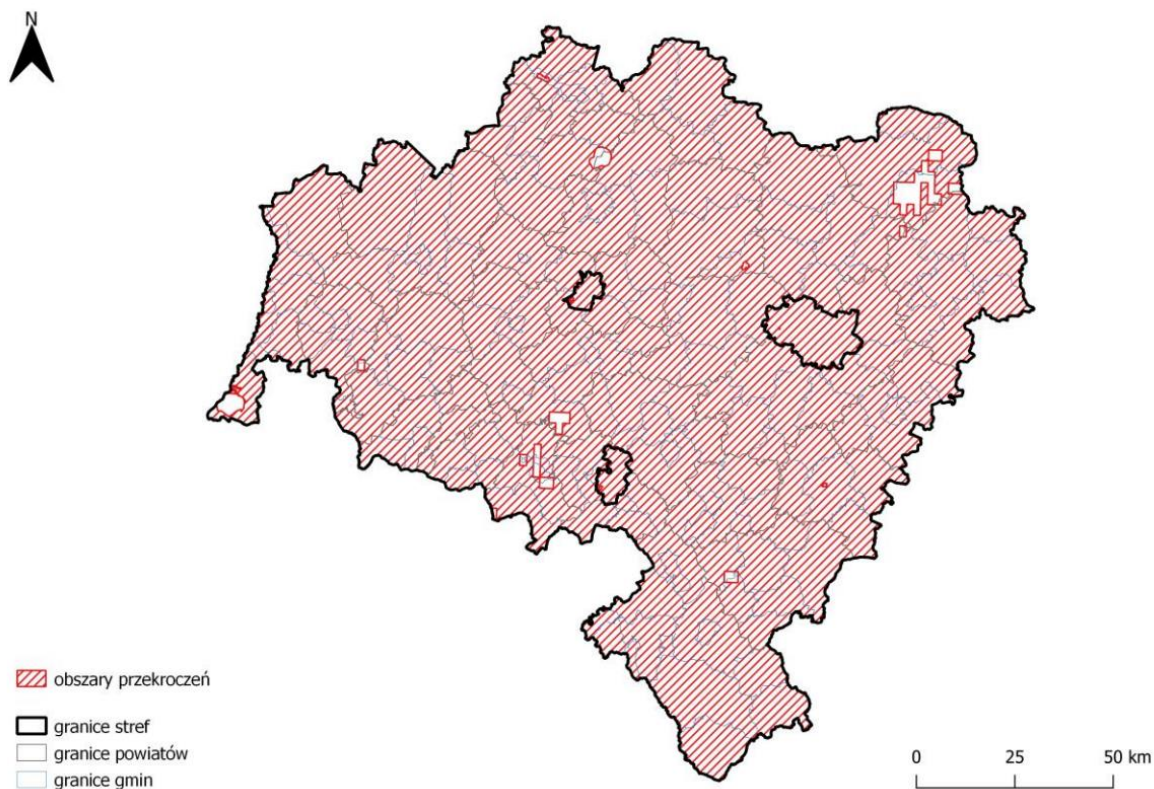 N
obszary przekroczeń
granice stref
granice powiatów
granice gmin
0 25 50 km